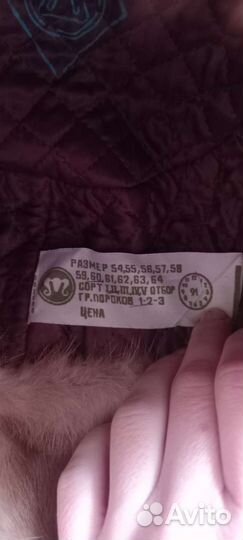 РАЗМЕР 54,55,56,57,58
59,60,61,62,63,64
СОРТ I,II,III,IV ОТБОР
ГР.ПОРОКОВ 1-2-3
ЦЕНА
Avito